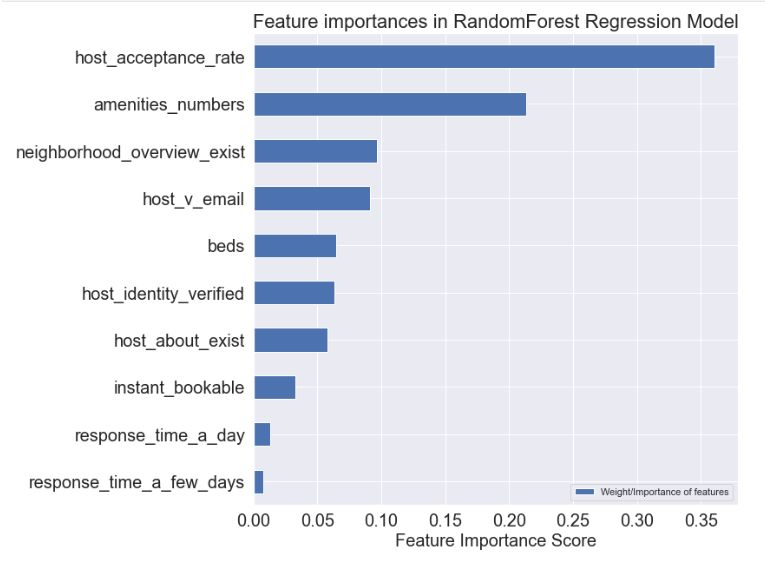 Feature importances in RandomForest Regression Model
host_acceptance_rate
amenities_numbers
neighborhood_overview_exist
host_v_email
beds
host_identity_verified
host_about_exist
instant_bookable
response_time_a_day
response_time_a_few_days
Weight/Importance of features
0.00 0.05 0.10 0.15 0.20 0.25 0.30 0.35
Feature Importance Score